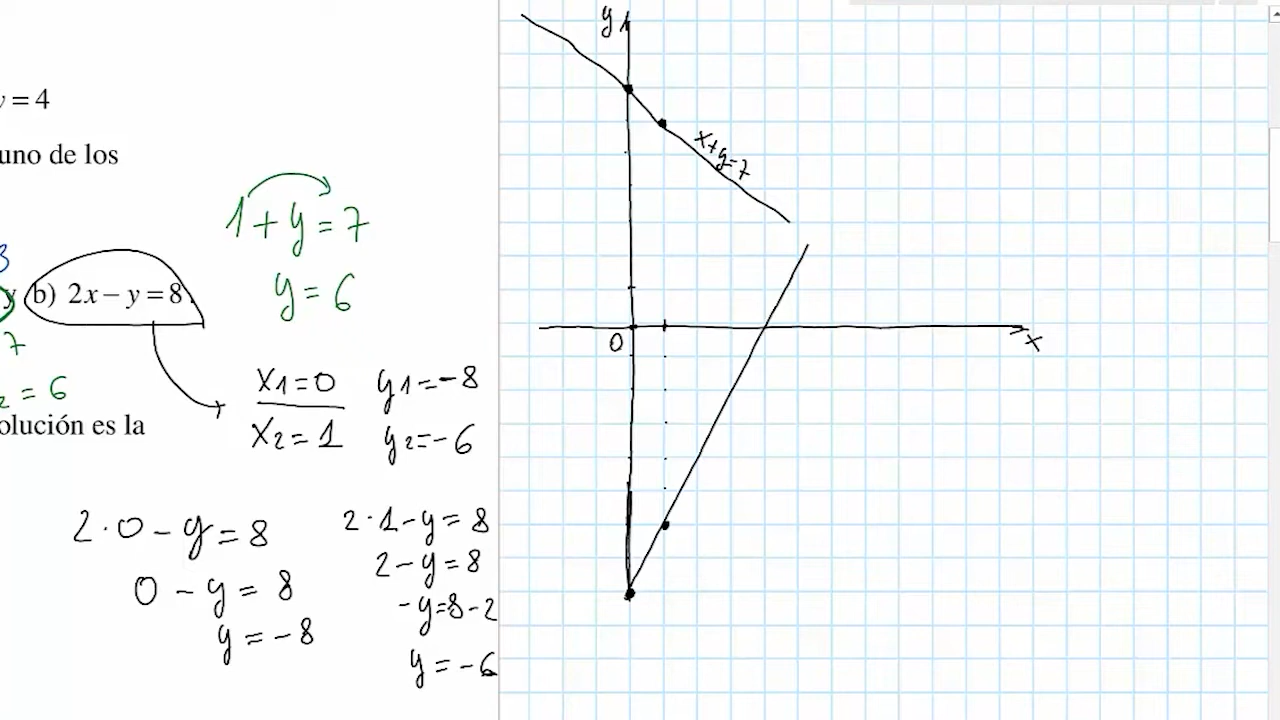 y = 4
uno de los
1 + y = 7
3
y b) 2x − y = 8.
y = 6
7
2 = 6
x1=0 y1=-8
x2=1 y2=-6
olución es la
2·0 - y = 8
0 - y = 8
y = -8
2·1-y=8
2-y=8
-y=8-2
y=-6
y
x+y=7
0
x